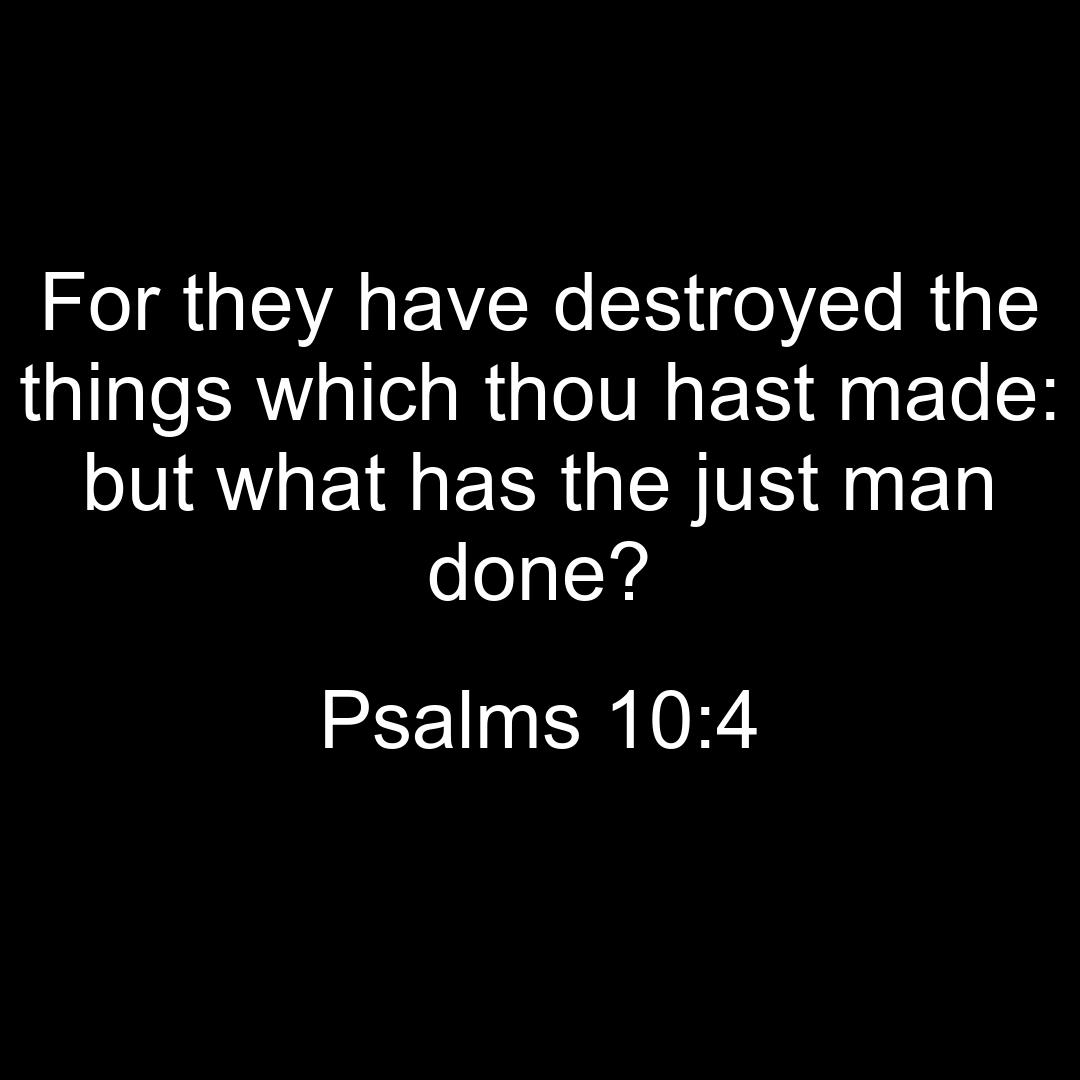 For they have destroyed the
things which thou hast made:
but what has the just man
done?
Psalms 10:4